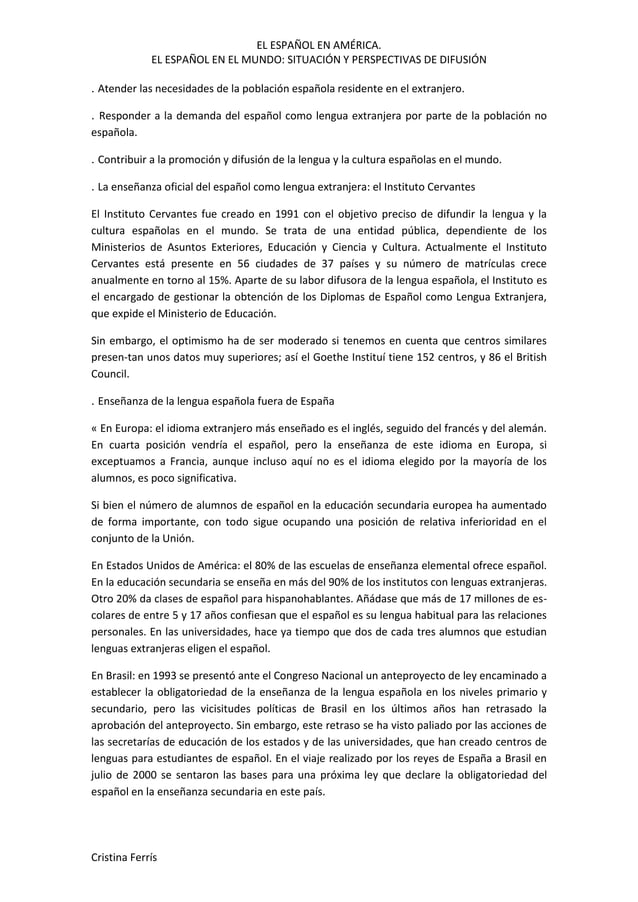 EL ESPAÑOL EN AMÉRICA.
EL ESPAÑOL EN EL MUNDO: SITUACIÓN Y PERSPECTIVAS DE DIFUSIÓN
. Atender las necesidades de la población española residente en el extranjero.
. Responder a la demanda del español como lengua extranjera por parte de la población no
española.
. Contribuir a la promoción y difusión de la lengua y la cultura españolas en el mundo.
. La enseñanza oficial del español como lengua extranjera: el Instituto Cervantes
El Instituto Cervantes fue creado en 1991 con el objetivo preciso de difundir la lengua y la
cultura españolas en el mundo. Se trata de una entidad pública, dependiente de los
Ministerios de Asuntos Exteriores, Educación y Ciencia y Cultura. Actualmente el Instituto
Cervantes está presente en 56 ciudades de 37 países y su número de matrículas crece
anualmente en torno al 15%. Aparte de su labor difusora de la lengua española, el Instituto es
el encargado de gestionar la obtención de los Diplomas de Español como Lengua Extranjera,
que expide el Ministerio de Educación.
Sin embargo, el optimismo ha de ser moderado si tenemos en cuenta que centros similares
presen-tan unos datos muy superiores; así el Goethe Instituí tiene 152 centros, y 86 el British
Council.
. Enseñanza de la lengua española fuera de España
« En Europa: el idioma extranjero más enseñado es el inglés, seguido del francés y del alemán.
En cuarta posición vendría el español, pero la enseñanza de este idioma en Europa, si
exceptuamos a Francia, aunque incluso aquí no es el idioma elegido por la mayoría de los
alumnos, es poco significativa.
Si bien el número de alumnos de español en la educación secundaria europea ha aumentado
de forma importante, con todo sigue ocupando una posición de relativa inferioridad en el
conjunto de la Unión.
En Estados Unidos de América: el 80% de las escuelas de enseñanza elemental ofrece español.
En la educación secundaria se enseña en más del 90% de los institutos con lenguas extranjeras.
Otro 20% da clases de español para hispanohablantes. Añádase que más de 17 millones de es-
colares de entre 5 y 17 años confiesan que el español es su lengua habitual para las relaciones
personales. En las universidades, hace ya tiempo que dos de cada tres alumnos que estudian
lenguas extranjeras eligen el español.
En Brasil: en 1993 se presentó ante el Congreso Nacional un anteproyecto de ley encaminado a
establecer la obligatoriedad de la enseñanza de la lengua española en los niveles primario y
secundario, pero las vicisitudes políticas de Brasil en los últimos años han retrasado la
aprobación del anteproyecto. Sin embargo, este retraso se ha visto paliado por las acciones de
las secretarías de educación de los estados y de las universidades, que han creado centros de
lenguas para estudiantes de español. En el viaje realizado por los reyes de España a Brasil en
julio de 2000 se sentaron las bases para una próxima ley que declare la obligatoriedad del
español en la enseñanza secundaria en este país.
Cristina Ferrís